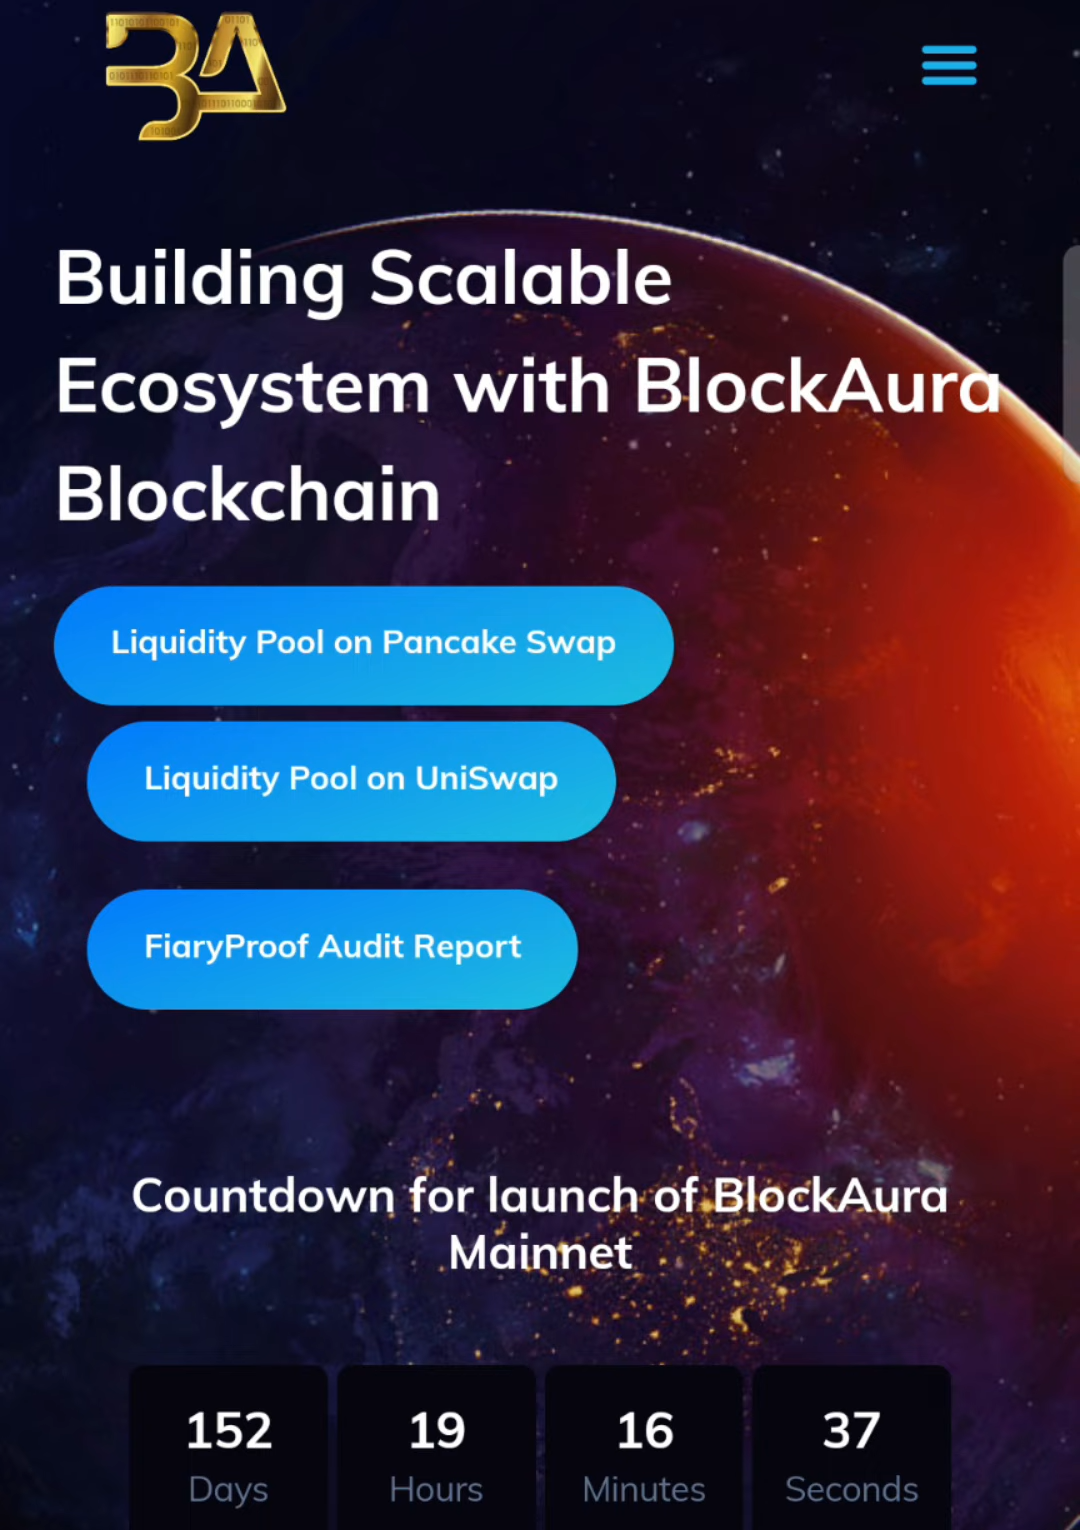 BA
Building Scalable
Ecosystem with BlockAura
Blockchain
Liquidity Pool on Pancake Swap
Liquidity Pool on UniSwap
FiaryProof Audit Report
Countdown for launch of BlockAura
Mainnet
152 19 16 37
Days Hours Minutes Seconds